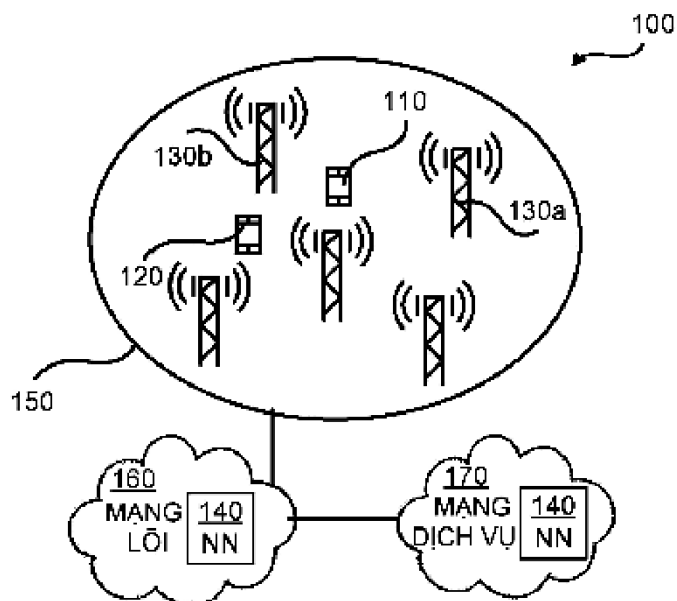 100
110
130b
130a
120
150
160
MẠNG
LÕI
140
NN
170
MẠNG
DỊCH VỤ
140
NN